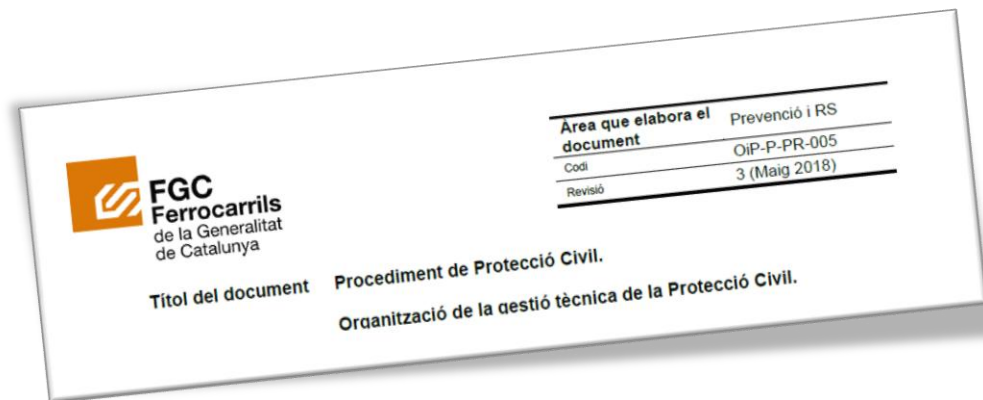 Àrea que elabora el document Prevenció i RS
Codi OiP-P-PR-005
Revisió 3 (Maig 2018)
FGC
Ferrocarrils
de la Generalitat
de Catalunya
Títol del document Procediment de Protecció Civil.
Organització de la gestió tècnica de la Protecció Civil.